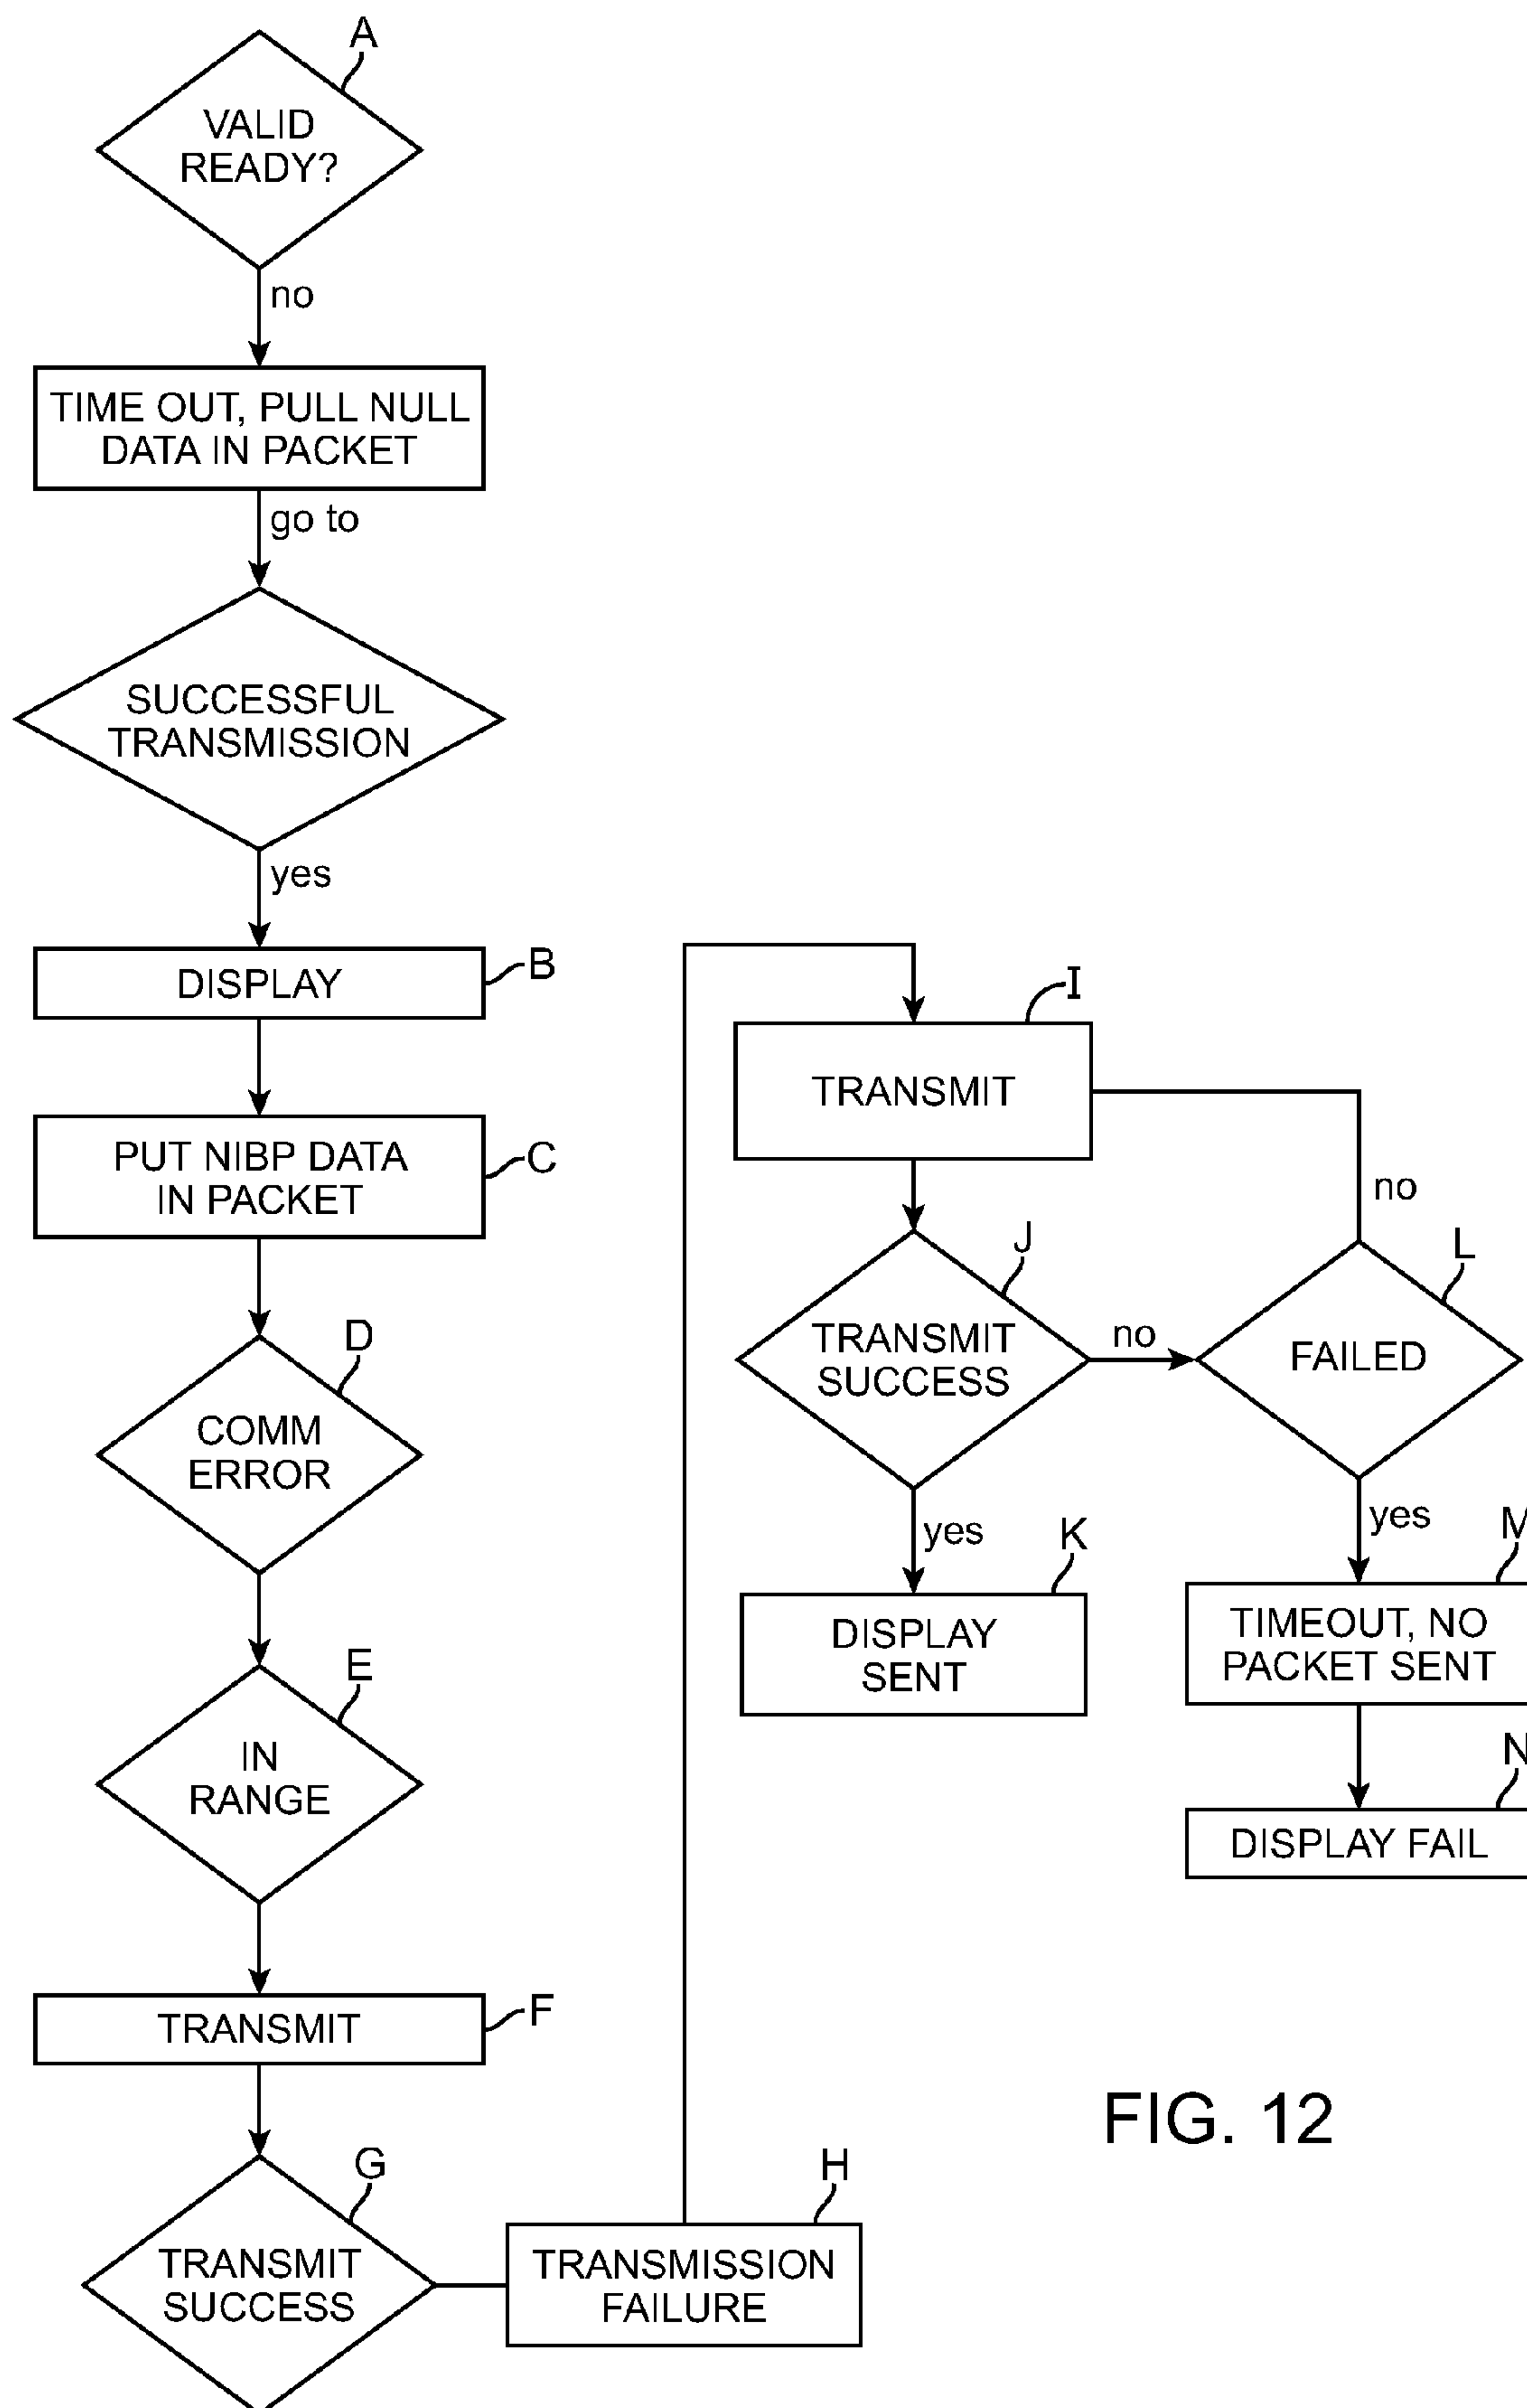 A
VALID
READY?
no
TIME OUT, PULL NULL
DATA IN PACKET
go to
SUCCESSFUL
TRANSMISSION
yes
DISPLAY
B
PUT NIBP DATA
IN PACKET
C
D
COMM
ERROR
E
IN
RANGE
TRANSMIT
F
G
TRANSMIT
SUCCESS
H
TRANSMISSION
FAILURE
I
TRANSMIT
J
TRANSMIT
SUCCESS
no
yes
K
DISPLAY
SENT
no
L
FAILED
yes
M
TIMEOUT, NO
PACKET SENT
N
DISPLAY FAIL
FIG. 12